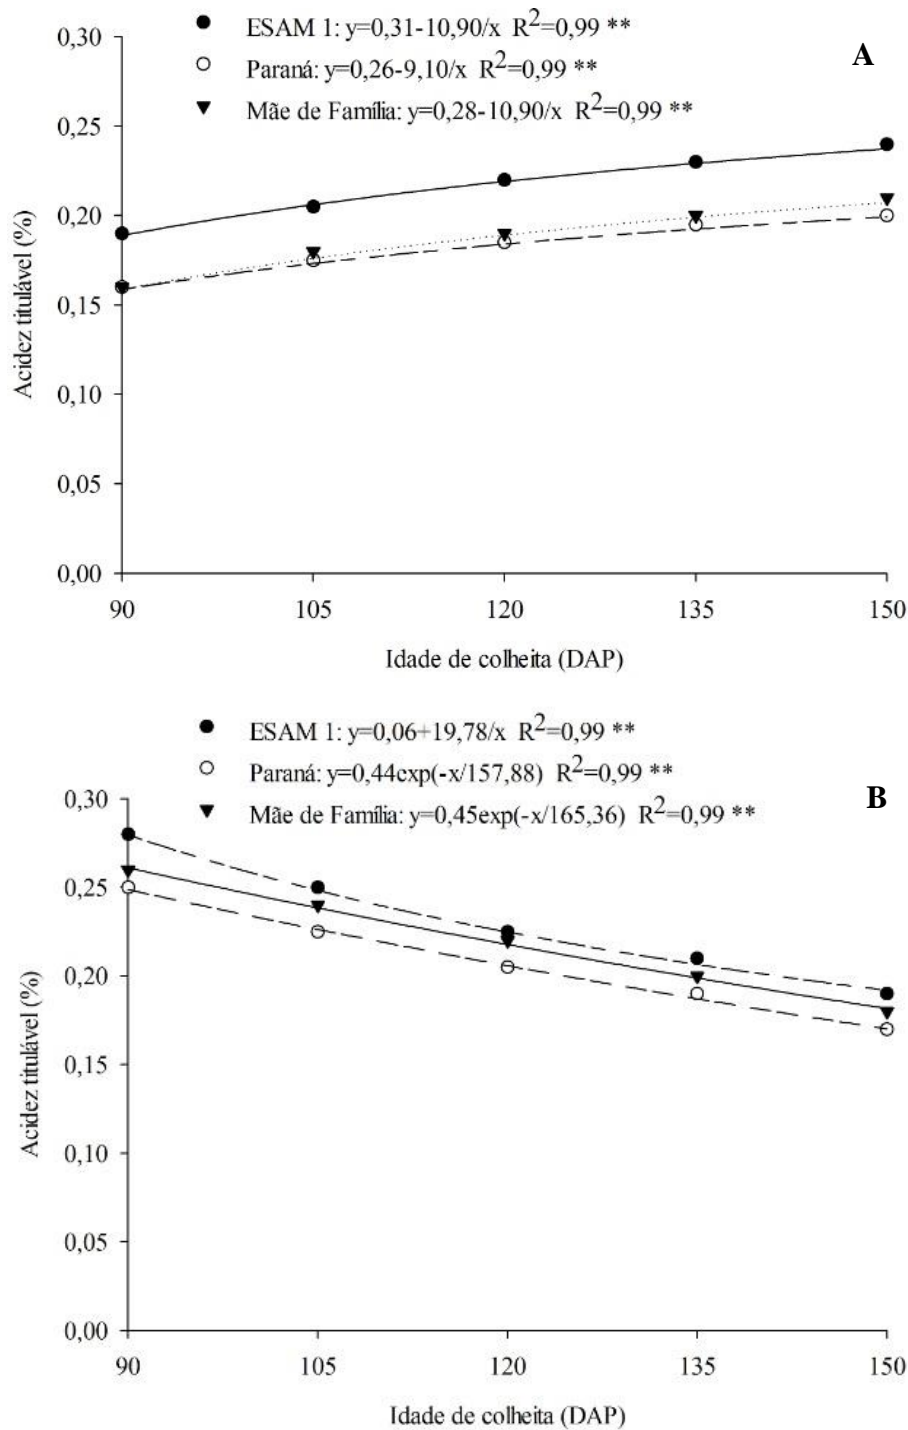 ESAM 1: y=0,31-10,90/x R2=0,99 **
Paraná: y=0,26-9,10/x R2=0,99 **
Mãe de Família: y=0,28-10,90/x R2=0,99 **
A
0,30
0,25
0,20
0,15
0,10
0,05
0,00
Acidez titulável (%)
90 105 120 135 150
Idade de colheita (DAP)
ESAM 1: y=0,06+19,78/x R2=0,99 **
Paraná: y=0,44exp(-x/157,88) R2=0,99 **
Mãe de Família: y=0,45exp(-x/165,36) R2=0,99 **
B
0,30
0,25
0,20
0,15
0,10
0,05
0,00
Acidez titulável (%)
90 105 120 135 150
Idade de colheita (DAP)